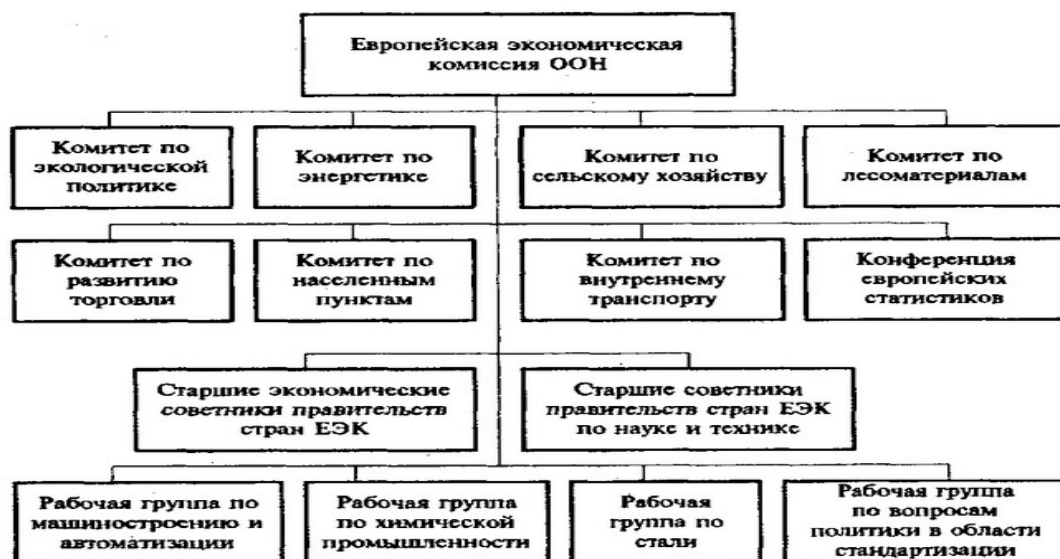 Европейская экономическая
комиссия ООН
Комитет по
экологической
политике
Комитет по
энергетике
Комитет по
сельскому хозяйству
Комитет по
лесоматериалам
Комитет по
развитию
торговли
Комитет по
населенным
пунктам
Комитет по
внутреннему
транспорту
Конференция
европейских
статистиков
Старшие экономические
советники правительств
стран ЕЭК
Старшие советники
правительств стран ЕЭК
по науке и технике
Рабочая группа по
машиностроению и
автоматизации
Рабочая группа
по химической
промышленности
Рабочая
группа по
стали
Рабочая группа
по вопросам
политики в области
стандартизации